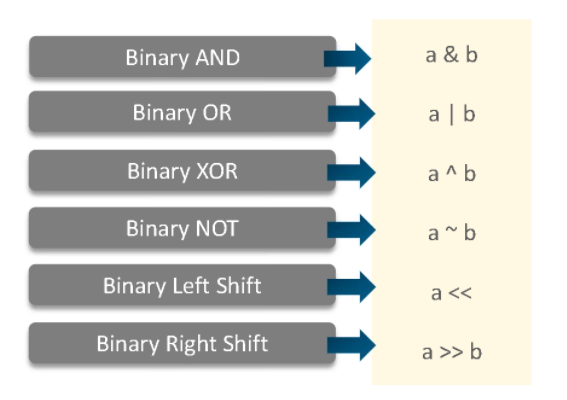 Binary AND a & b
Binary OR a | b
Binary XOR a ^ b
Binary NOT a ~ b
Binary Left Shift a <<
Binary Right Shift a >> b